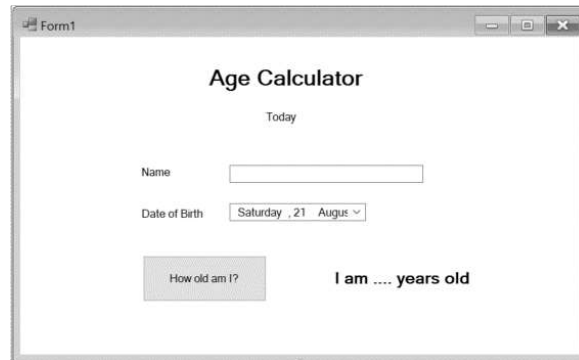 Form1
Age Calculator
Today
Name
Date of Birth
Saturday , 21 Augus
How old am I?
I am .... years old